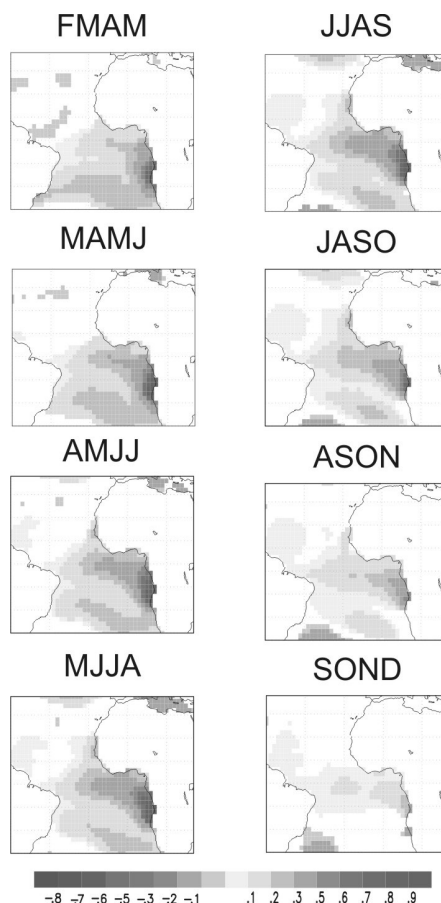 FMAM JJAS
MAMJ JASO
AMJJ ASON
MJJA SOND
-.8 -.7 -.6 -.5 -.3 -.2 -.1 .1 .2 .3 .5 .6 .7 .8 .9